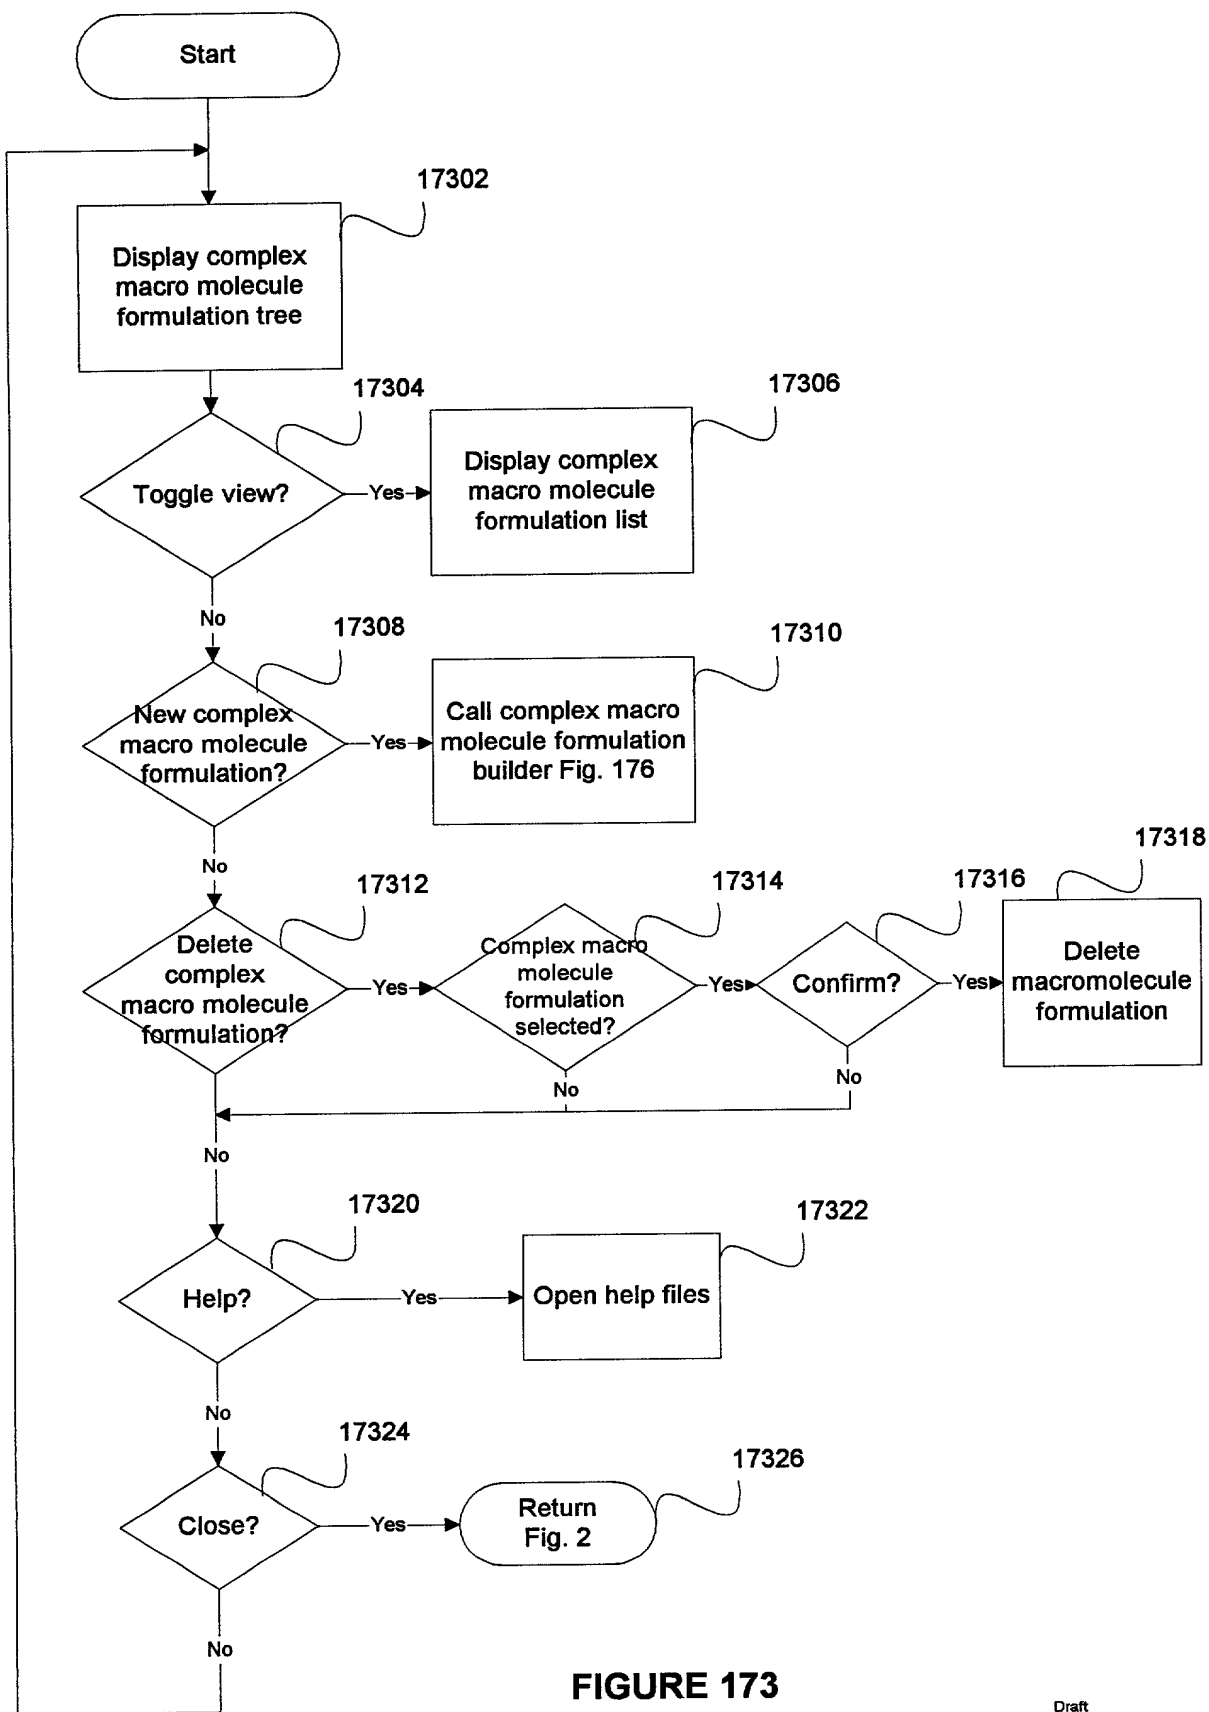 Start
17302
Display complex
macro molecule
formulation tree
17304
Toggle view?
Yes
17306
Display complex
macro molecule
formulation list
No
17308
New complex
macro molecule
formulation?
Yes
17310
Call complex macro
molecule formulation
builder Fig. 176
No
17312
Delete
complex
macro molecule
formulation?
Yes
17314
Complex macro
molecule
formulation
selected?
Yes
17316
Confirm?
Yes
17318
Delete
macromolecule
formulation
No
No
No
17320
Help?
Yes
17322
Open help files
No
17324
Close?
Yes
17326
Return
Fig. 2
No
FIGURE 173
Draft